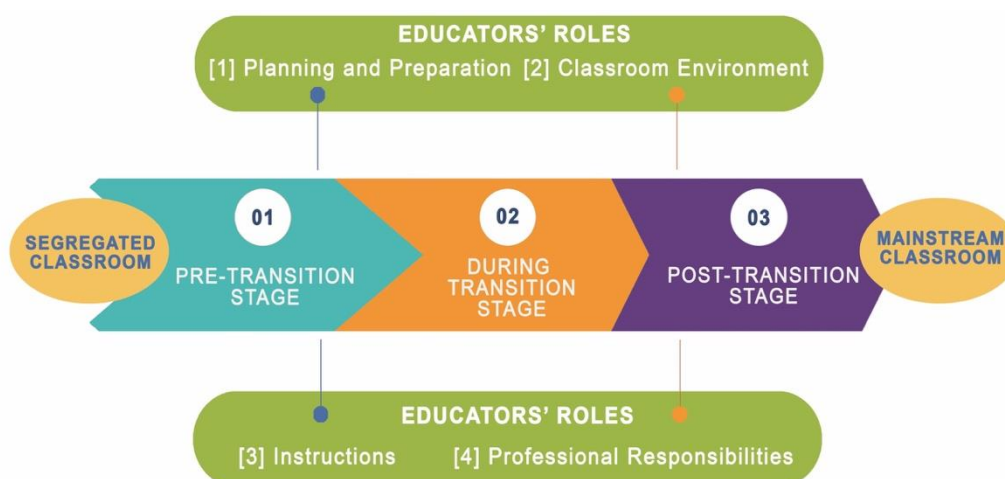 EDUCATORS' ROLES
[1] Planning and Preparation [2] Classroom Environment
SEGREGATED
CLASSROOM
01
PRE-TRANSITION
STAGE
02
DURING
TRANSITION
STAGE
03
POST-TRANSITION
STAGE
MAINSTREAM
CLASSROOM
EDUCATORS' ROLES
[3] Instructions [4] Professional Responsibilities